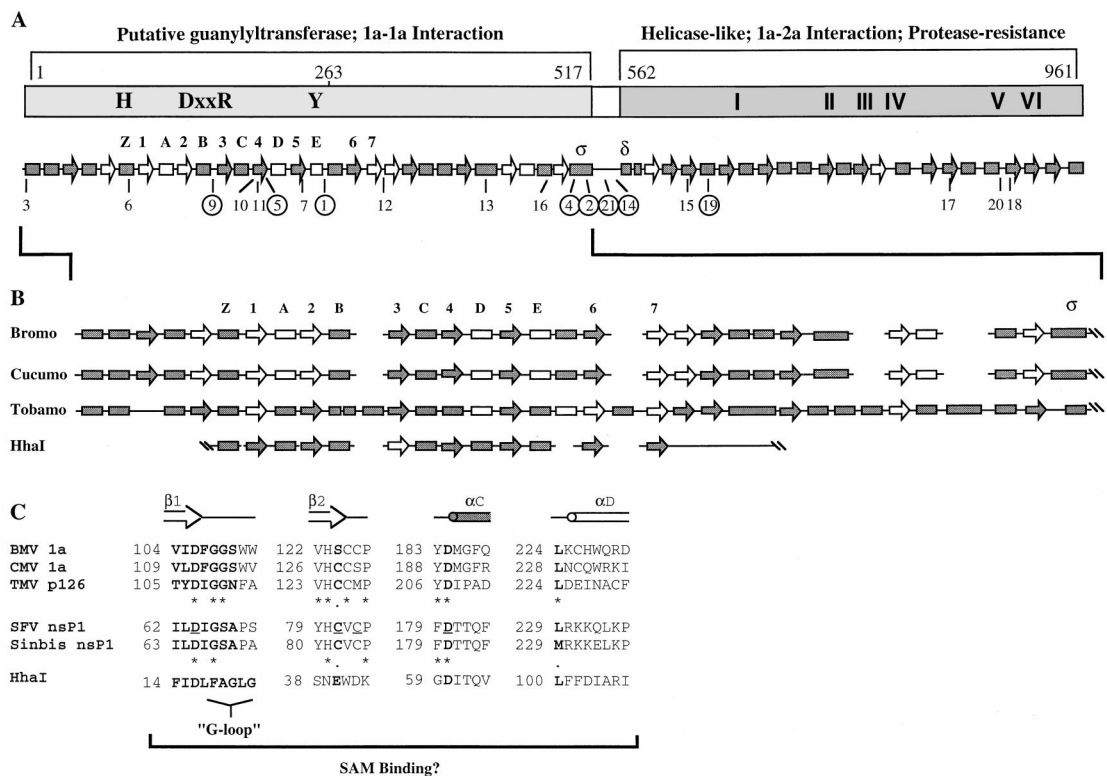 A
Putative guanylyltransferase; 1a-1a Interaction
Helicase-like; 1a-2a Interaction; Protease-resistance
1 263 517 562 961
H DxxR Y I II III IV V VI
Z 1 A 2 B 3 C 4 D 5 E 6 7 σ δ
3 6 9 10 11 5 7 1 12 13 16 4 2 21 14 15 19 17 20 18
B
Z 1 A 2 B 3 C 4 D 5 E 6 7 σ
Bromo
Cucumo
Tobamo
HhaI
C
β1 β2 αC αD
BMV 1a 104 VIDFGGSWW 122 VHSCCP 183 YDMGFQ 224 LKCHWQRD
CMV 1a 109 VLDFGGSWV 126 VHCCSP 188 YDMGFR 228 LNCQWRKI
TMV p126 105 TYDIGGNFA 123 VHCCMP 206 YDIPAD 224 LDEINACF
* ** **.* * ** *
SFV nsP1 62 ILDIGSAPS 79 YHCVCP 179 FDTTQF 229 LRKKQLKP
Sinbis nsP1 63 ILDIGSAPA 80 YHCVCP 179 FDTTQF 229 MRKKELKP
* * *. * ** .
HhaI 14 FIDLFAGLG 38 SNEWDK 59 GDITQV 100 LFFDIARI
"G-loop"
SAM Binding?